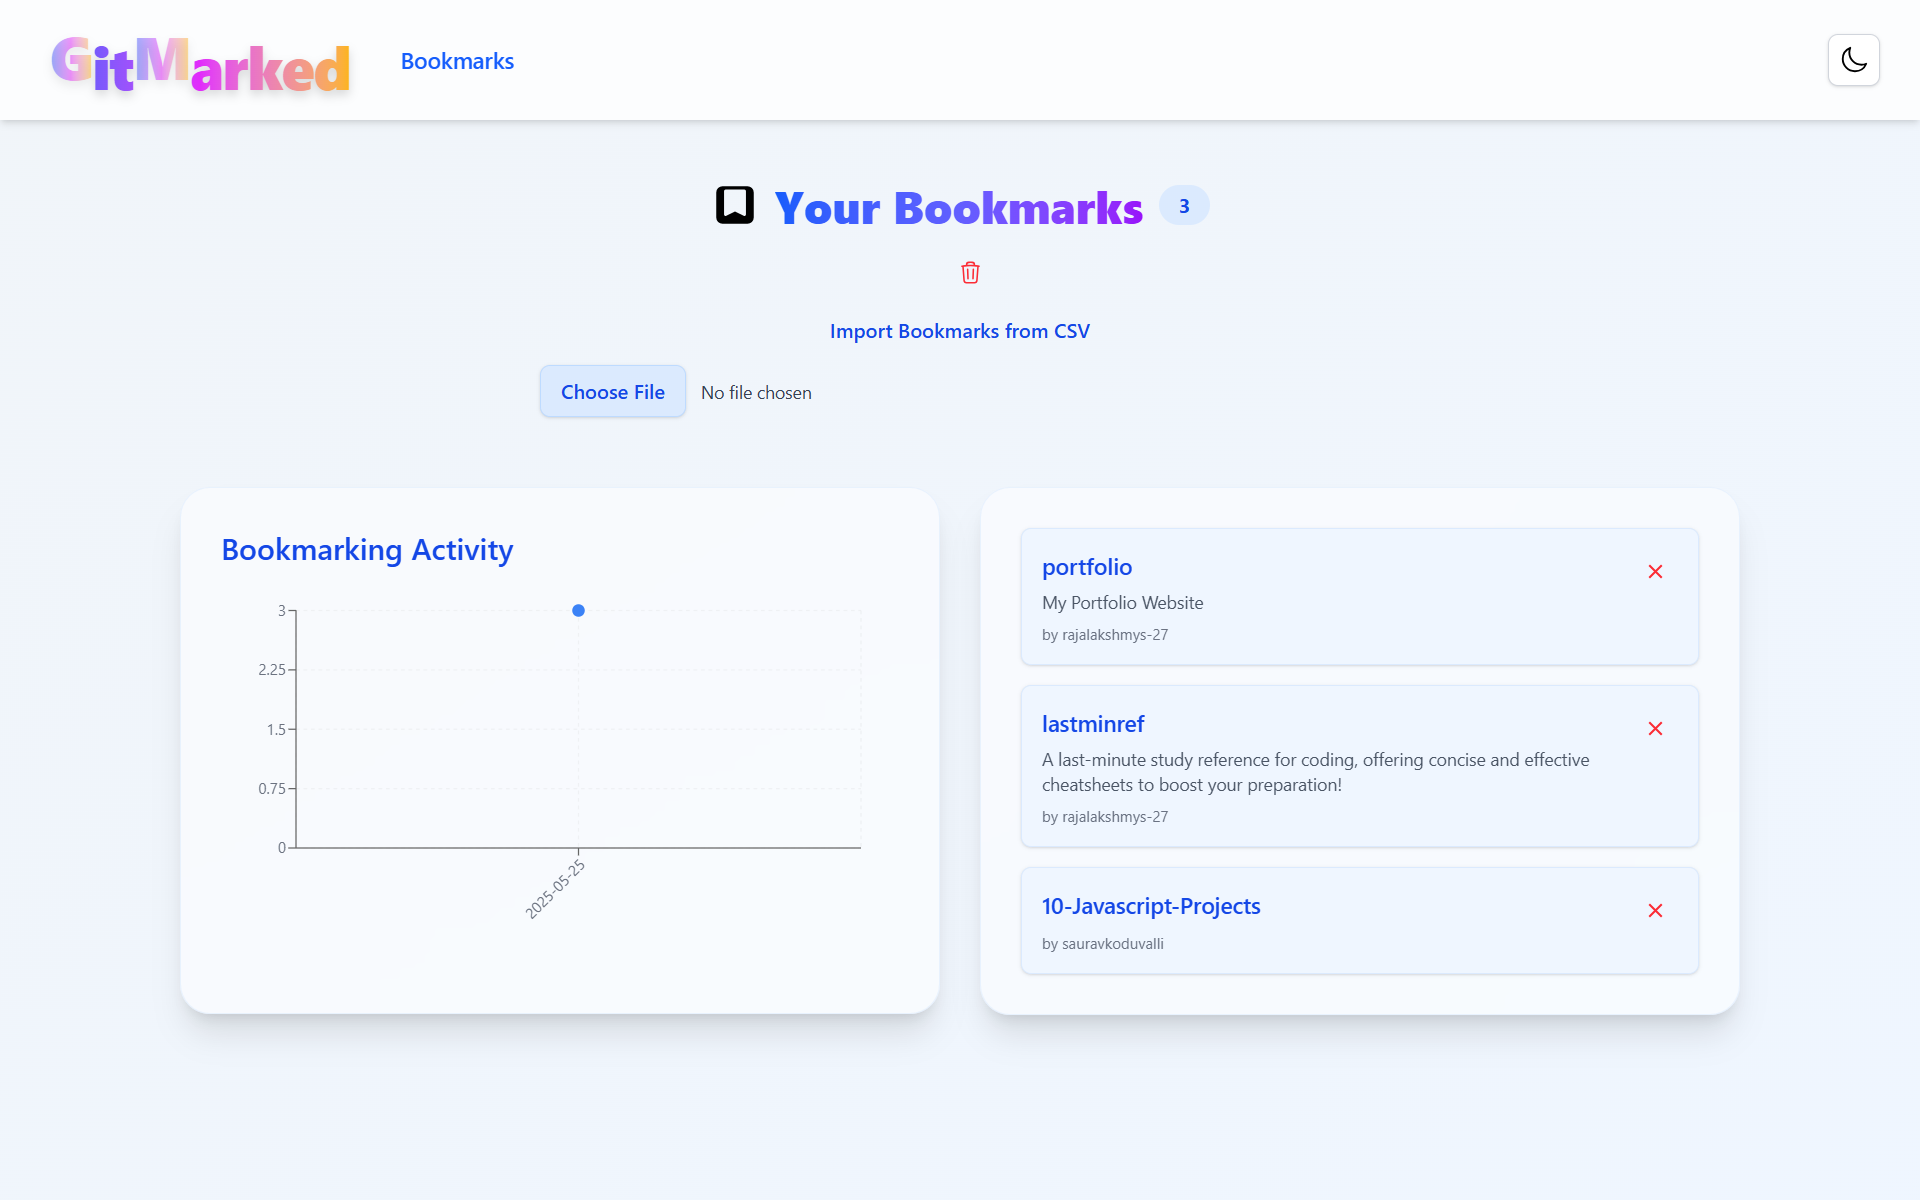 GitMarked
Bookmarks
Your Bookmarks
3
Import Bookmarks from CSV
Choose File
No file chosen
Bookmarking Activity
3
2.25
1.5
0.75
0
2025-05-25
portfolio
My Portfolio Website
by rajalakshmys-27
lastminref
A last-minute study reference for coding, offering concise and effective
cheatsheets to boost your preparation!
by rajalakshmys-27
10-Javascript-Projects
by sauravkoduvalli